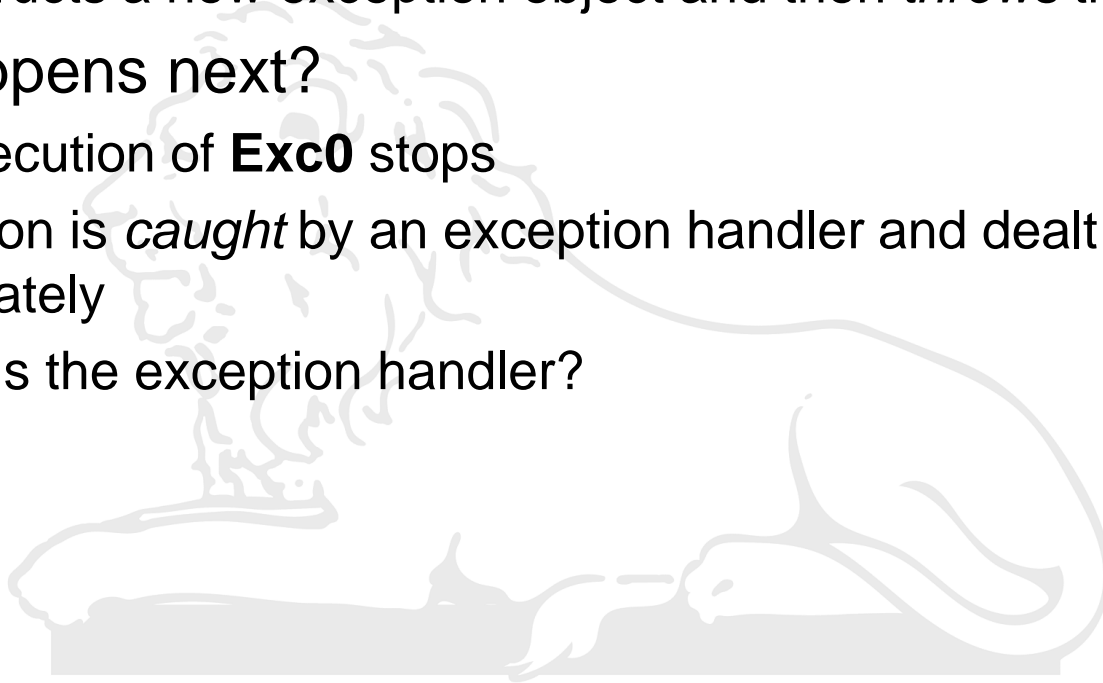 ucts a new exception object and then throws t
ppens next?
ecution of Exc0 stops
on is caught by an exception handler and dealt
ately
s the exception handler?